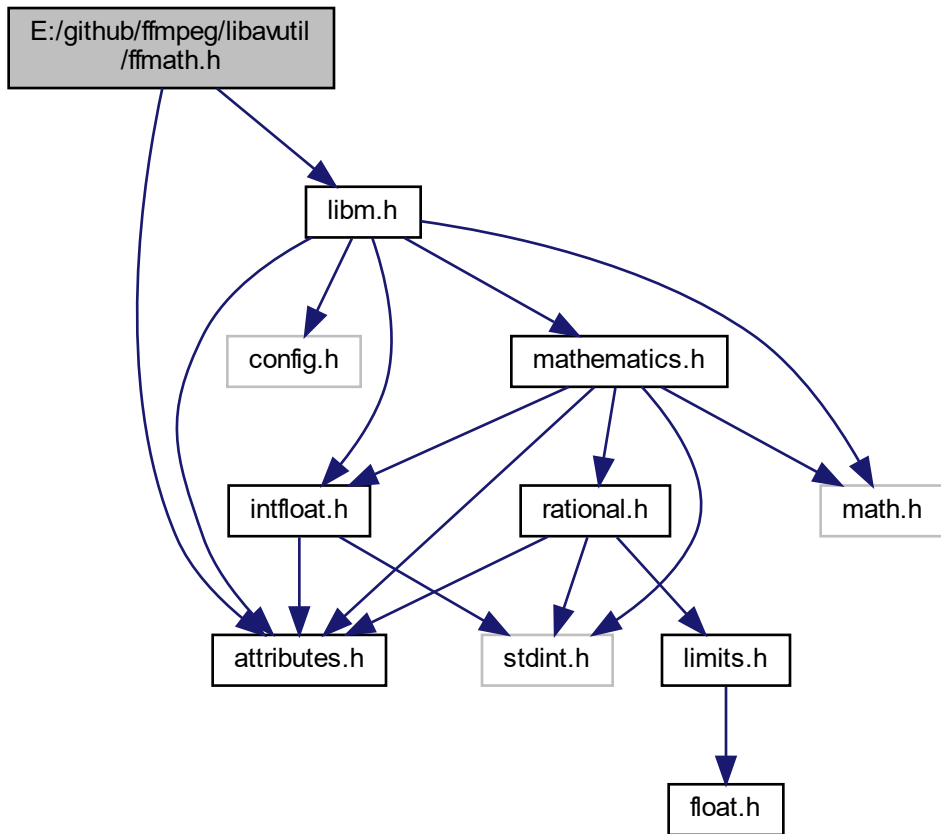 E:/github/ffmpeg/libavutil
/ffmath.h
libm.h
config.h
mathematics.h
intfloat.h
rational.h
math.h
attributes.h
stdint.h
limits.h
float.h